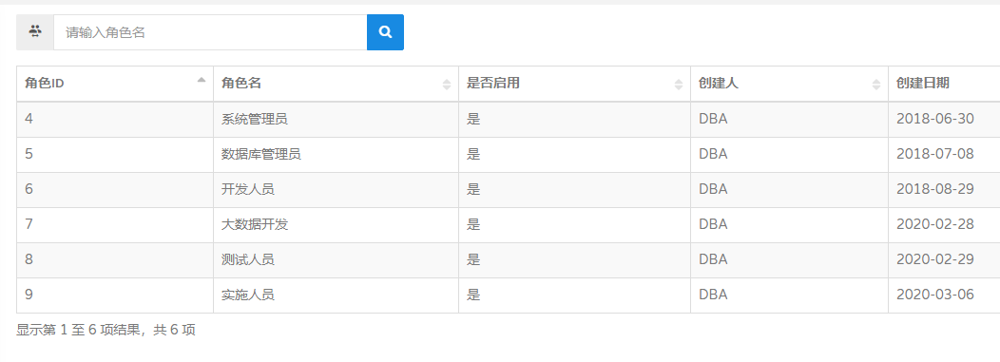 请输入角色名
角色ID 角色名 是否启用 创建人 创建日期
4 系统管理员 是 DBA 2018-06-30
5 数据库管理员 是 DBA 2018-07-08
6 开发人员 是 DBA 2018-08-29
7 大数据开发 是 DBA 2020-02-28
8 测试人员 是 DBA 2020-02-29
9 实施人员 是 DBA 2020-03-06
显示第 1 至 6 项结果，共 6 项